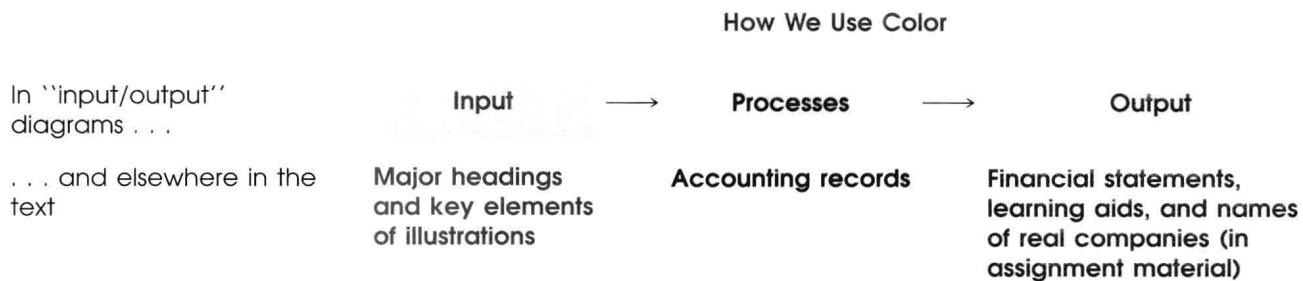 How We Use Color
In ``input/output''
diagrams . . .
Input → Processes → Output
. . . and elsewhere in the
text
Major headings
and key elements
of illustrations
Accounting records
Financial statements,
learning aids, and names
of real companies (in
assignment material)